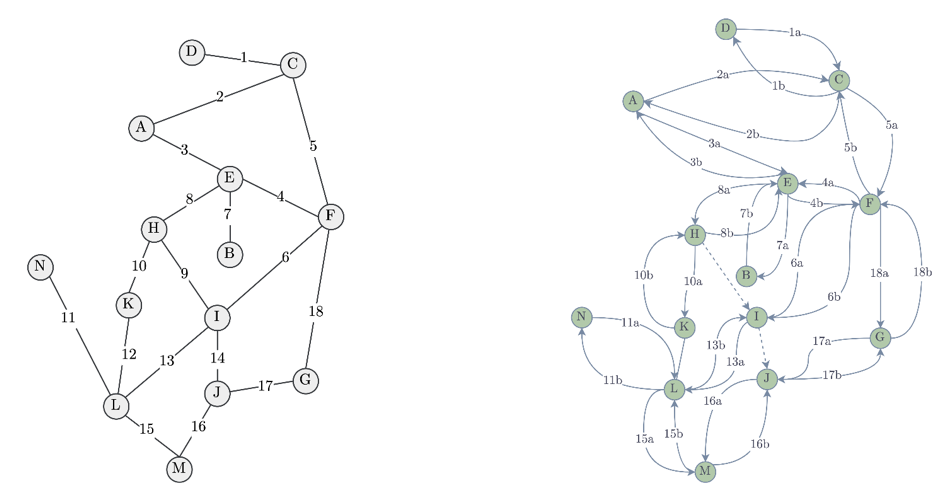 D
1
C
2
A
3
5
E
8
7
4
F
H
B
6
N
10
9
K
I
11
18
12
13
14
L
17
G
J
15
16
M
D
1a
C
2a
1b
A
2b
5a
3a
5b
3b
E
4a
8a
4b
F
7b
H
8b
7a
B
6a
10b
10a
18a
18b
6b
N
11a
K
I
13b
17a
G
13a
11b
L
J
17b
16a
15a
15b
16b
M